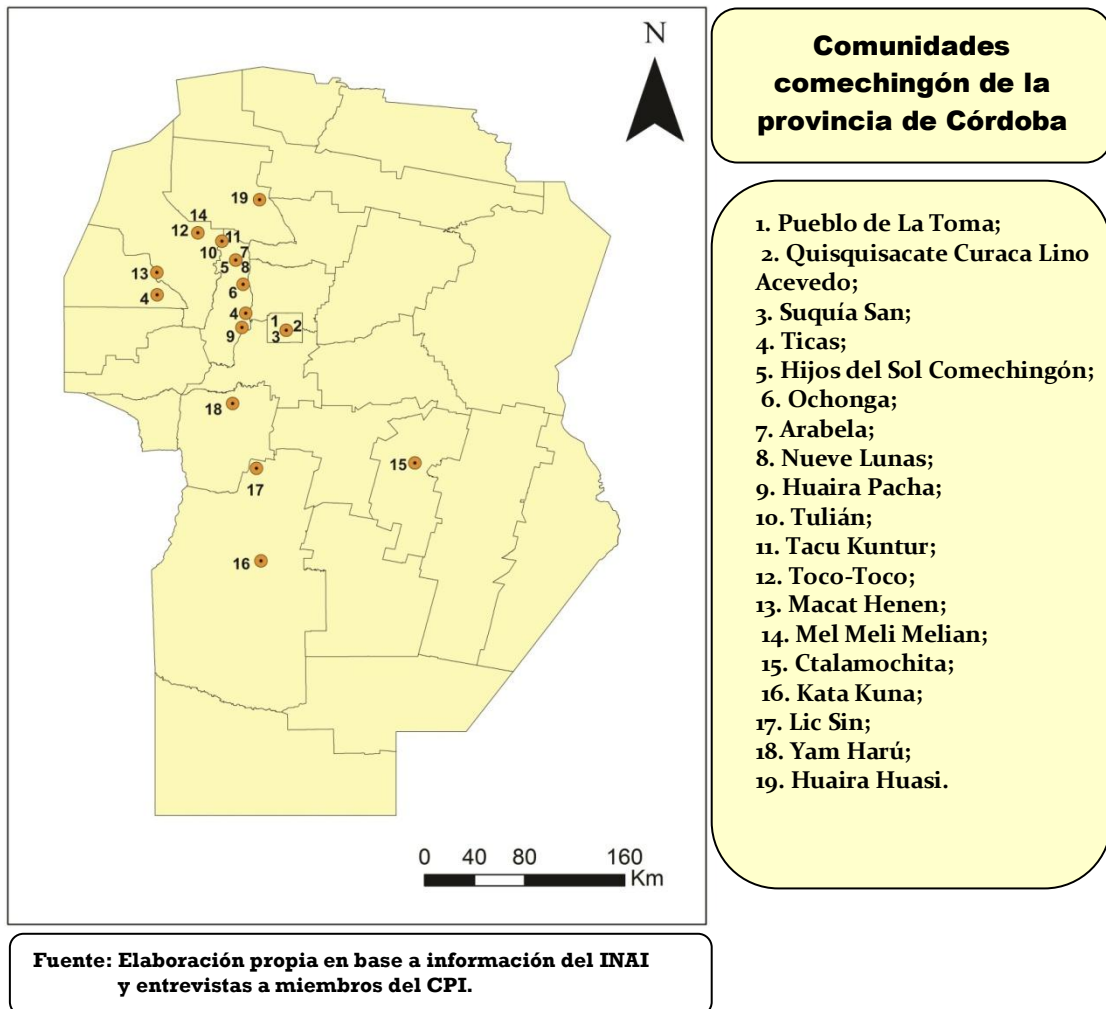 N
19
14
12
11
10
7
5
8
13
6
4
4
1
2
9
3
18
15
17
16
0 40 80 160
Km
Comunidades
comechingón de la
provincia de Córdoba
1. Pueblo de La Toma;
2. Quisquisacate Curaca Lino
Acevedo;
3. Suquía San;
4. Ticas;
5. Hijos del Sol Comechingón;
6. Ochonga;
7. Arabela;
8. Nueve Lunas;
9. Huaira Pacha;
10. Tulián;
11. Tacu Kuntur;
12. Toco-Toco;
13. Macat Henen;
14. Mel Meli Melian;
15. Ctalamochita;
16. Kata Kuna;
17. Lic Sin;
18. Yam Harú;
19. Huaira Huasi.
Fuente: Elaboración propia en base a información del INAI
y entrevistas a miembros del CPI.